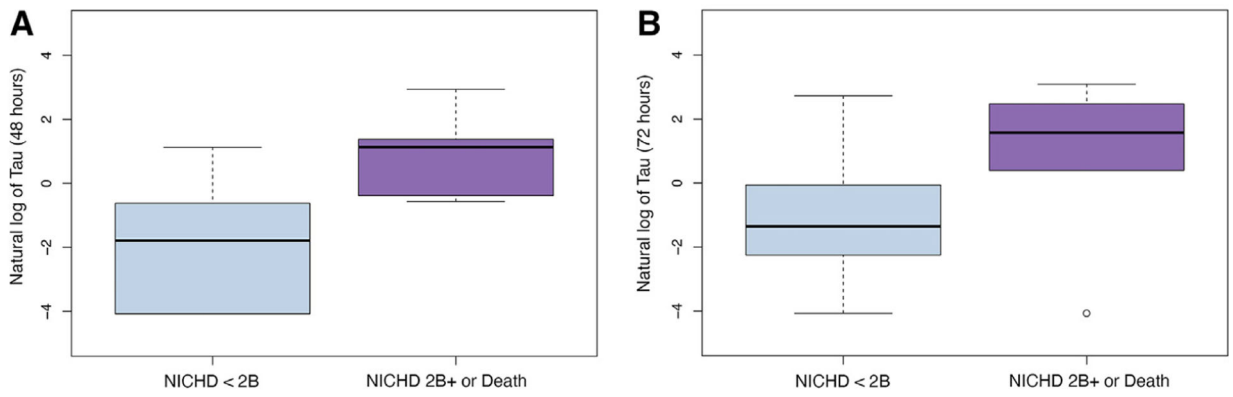 A
Natural log of Tau (48 hours)
4
2
0
−2
−4
NICHD < 2B
NICHD 2B+ or Death
B
Natural log of Tau (72 hours)
4
2
0
−2
−4
NICHD < 2B
NICHD 2B+ or Death